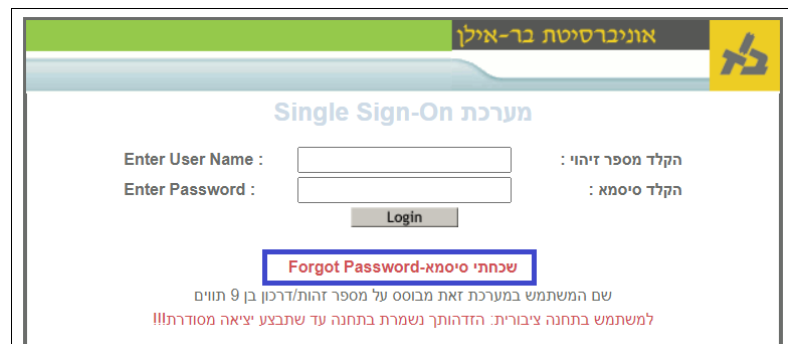 אוניברסיטת בר-אילן
מערכת Single Sign-On
Enter User Name : הקלד מספר זיהוי :
Enter Password : הקלד סיסמא :
Login
שכחתי סיסמא-Forgot Password
שם המשתמש במערכת זאת מבוסס על מספר זהות/דרכון בן 9 תווים
למשתמש בתחנה ציבורית: הזדהותך נשמרת בתחנה עד שתבצע יציאה מסודרת!!!